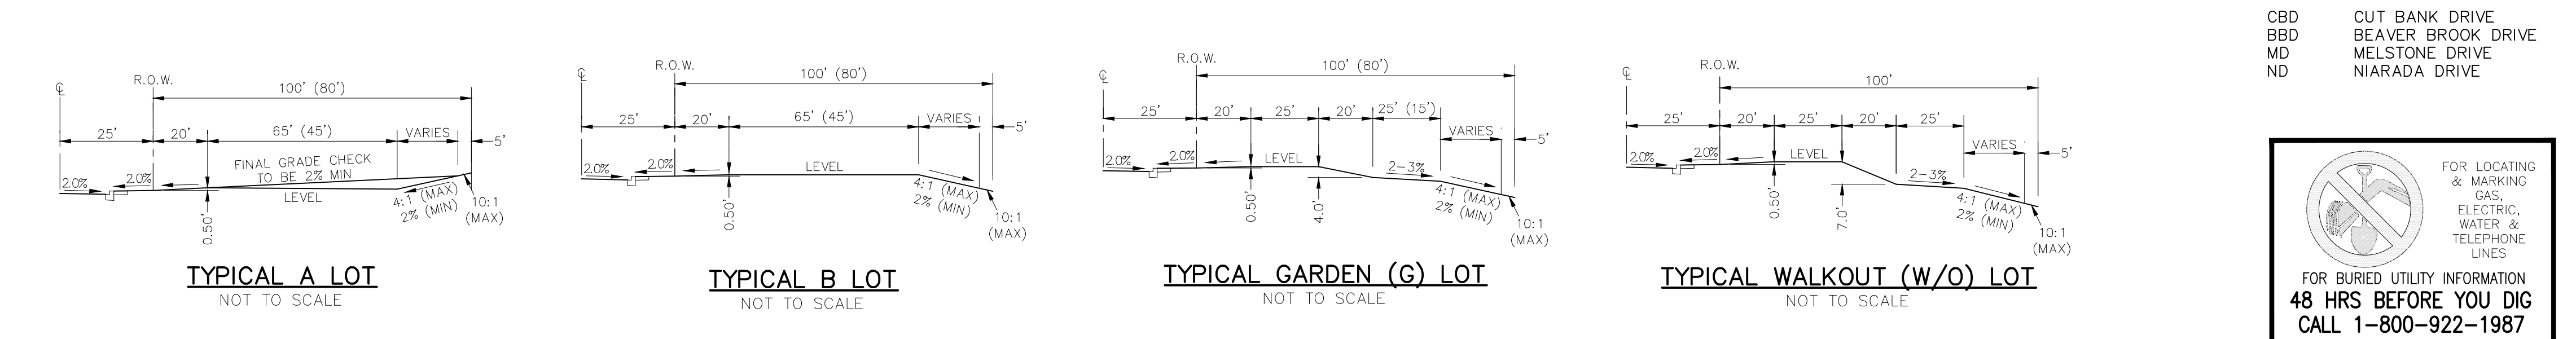 ℄
R.O.W.
100' (80')
25'
20'
65' (45')
VARIES
5'
FINAL GRADE CHECK
TO BE 2% MIN
2.0%
2.0%
LEVEL
4:1 (MAX)
2% (MIN)
10:1
(MAX)
0.50'
TYPICAL A LOT
NOT TO SCALE
℄
R.O.W.
100' (80')
25'
20'
65' (45')
VARIES
5'
2.0%
2.0%
LEVEL
4:1 (MAX)
2% (MIN)
10:1
(MAX)
0.50'
TYPICAL B LOT
NOT TO SCALE
℄
R.O.W.
100' (80')
25'
20'
25'
20'
25' (15')
VARIES
5'
2.0%
2.0%
LEVEL
2-3%
4:1 (MAX)
2% (MIN)
10:1
(MAX)
0.50'
4.0'
TYPICAL GARDEN (G) LOT
NOT TO SCALE
℄
R.O.W.
100'
25'
20'
25'
20'
25'
VARIES
5'
2.0%
2.0%
LEVEL
2-3%
4:1 (MAX)
2% (MIN)
10:1
(MAX)
0.50'
7.0'
TYPICAL WALKOUT (W/O) LOT
NOT TO SCALE
CBD CUT BANK DRIVE
BBD BEAVER BROOK DRIVE
MD MELSTONE DRIVE
ND NIARADA DRIVE
FOR LOCATING
& MARKING
GAS,
ELECTRIC,
WATER &
TELEPHONE
LINES
FOR BURIED UTILITY INFORMATION
48 HRS BEFORE YOU DIG
CALL 1-800-922-1987